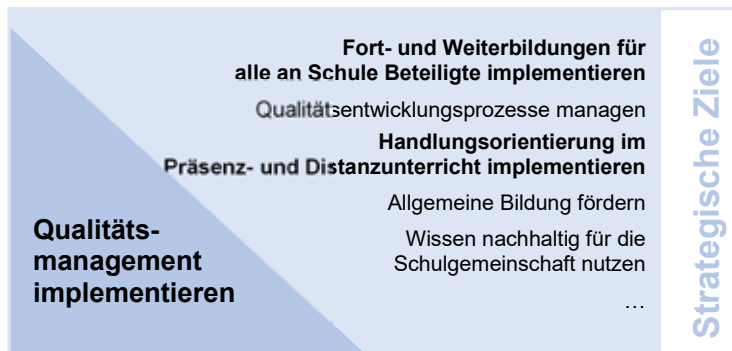 Fort- und Weiterbildungen für
alle an Schule Beteiligte implementieren
Qualitätsentwicklungsprozesse managen
Handlungsorientierung im
Präsenz- und Distanzunterricht implementieren
Allgemeine Bildung fördern
Wissen nachhaltig für die
Schulgemeinschaft nutzen
…
Qualitäts-
management
implementieren
Strategische Ziele